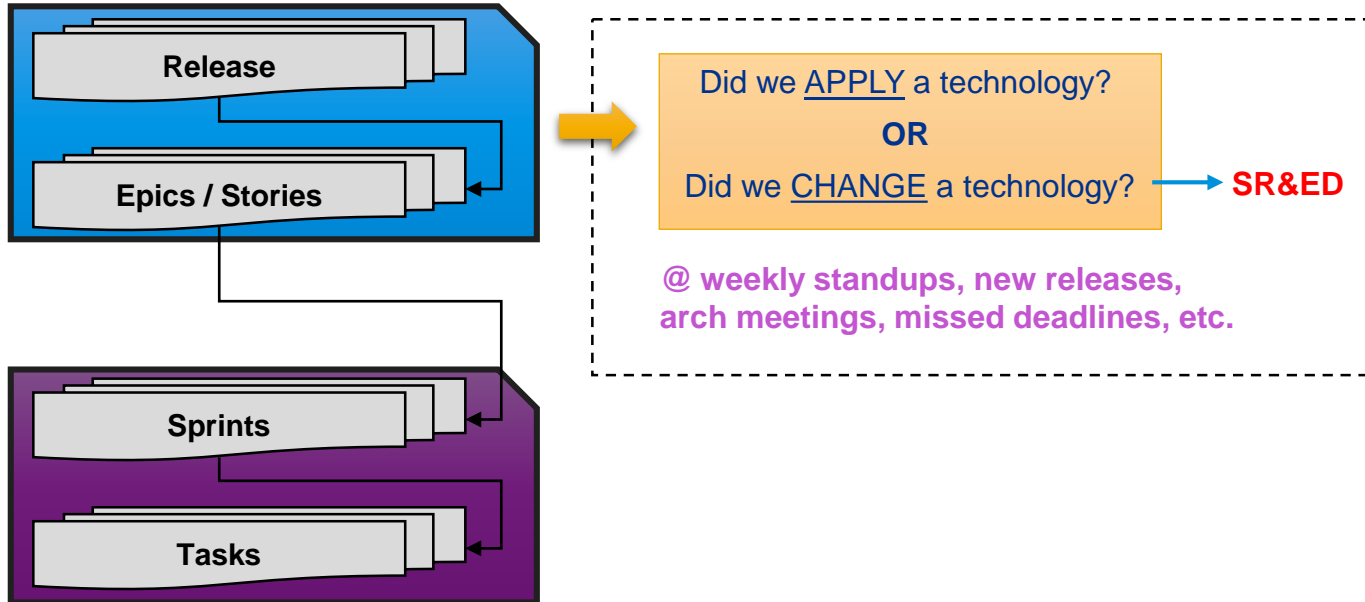 Release
Epics / Stories
Sprints
Tasks
Did we APPLY a technology?
OR
Did we CHANGE a technology?
SR&ED
@ weekly standups, new releases,
arch meetings, missed deadlines, etc.